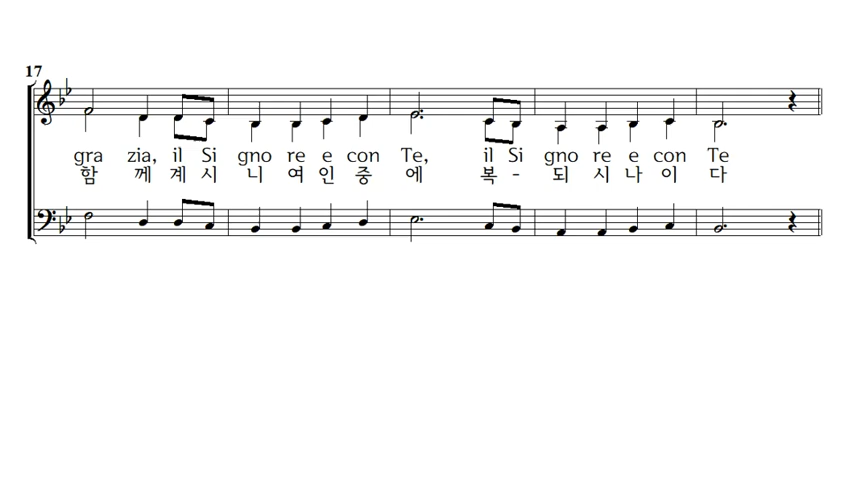 17
gra zia, il Si gno re e con Te, il Si gno re e con Te
함 께 계 시 니 여 인 중 에 복 - 되 시 나 이 다